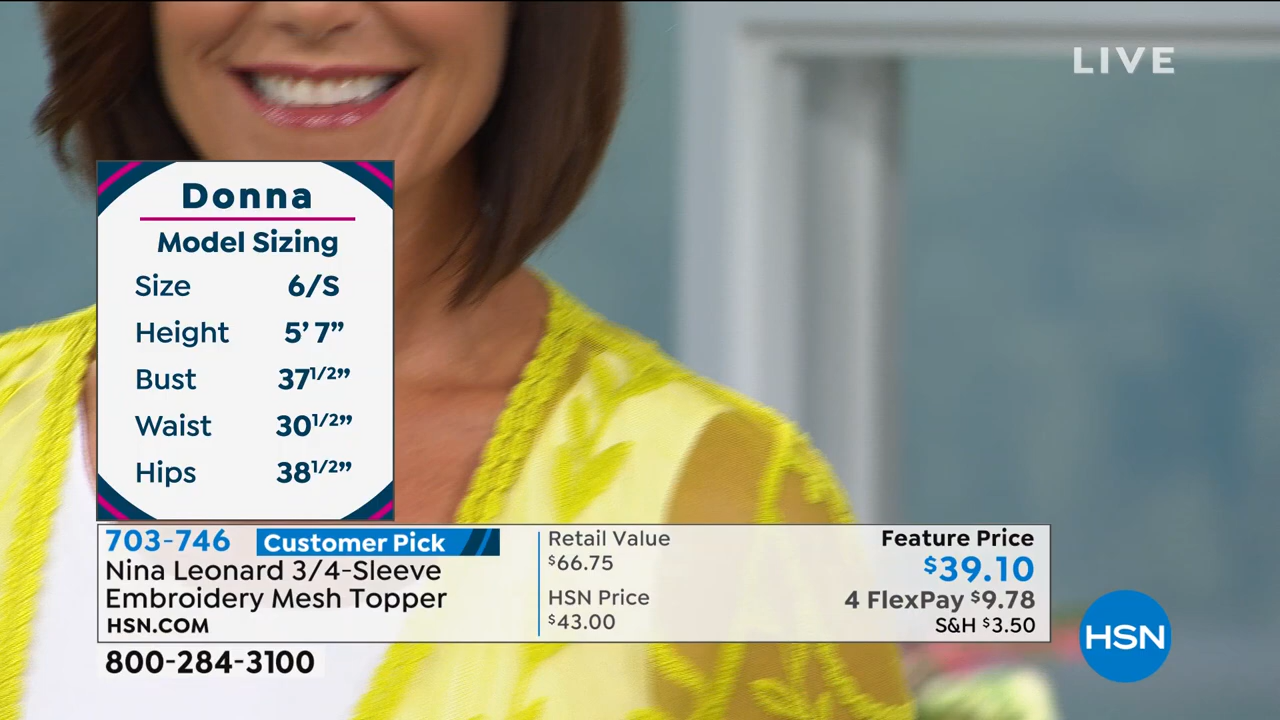 LIVE
Donna
Model Sizing
Size 6/S
Height 5’ 7”
Bust 37 1/2”
Waist 30 1/2”
Hips 38 1/2”
703-746 Customer Pick
Nina Leonard 3/4-Sleeve
Embroidery Mesh Topper
HSN.COM
Retail Value
$66.75
HSN Price
$43.00
Feature Price
$39.10
4 FlexPay $9.78
S&H $3.50
800-284-3100
HSN